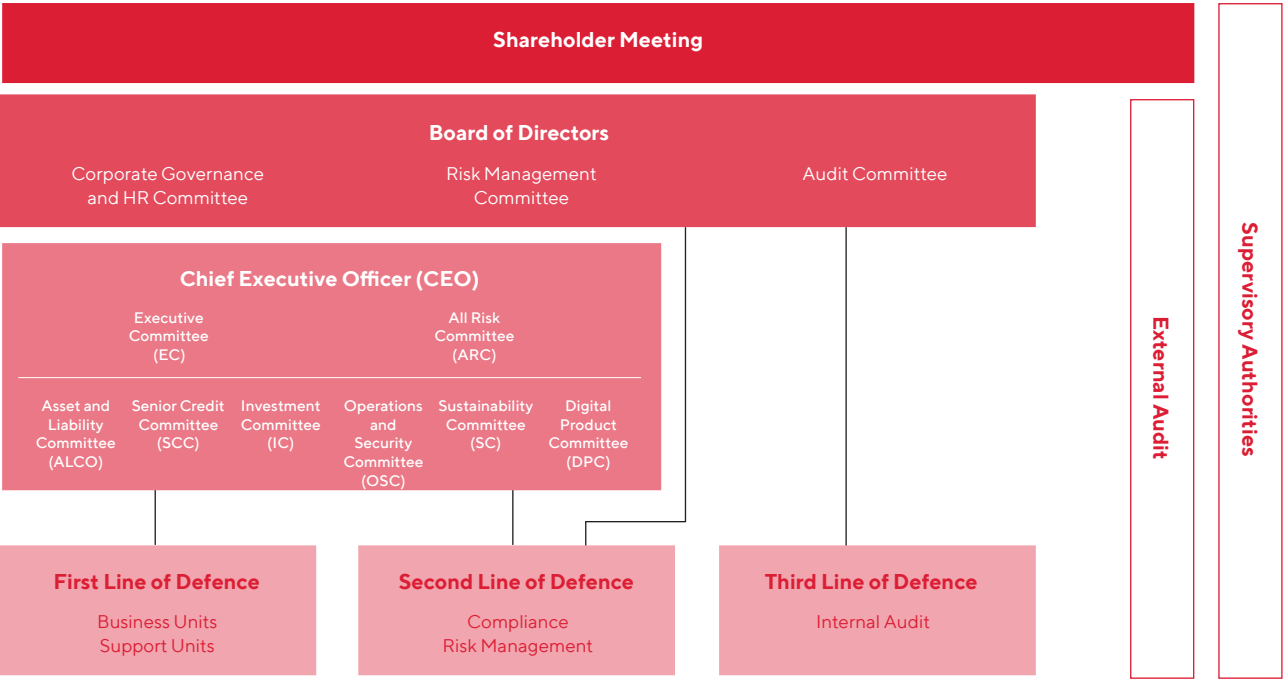 Shareholder Meeting
Board of Directors
Corporate Governance
and HR Committee
Risk Management
Committee
Audit Committee
Chief Executive Officer (CEO)
Executive
Committee
(EC)
All Risk
Committee
(ARC)
Asset and
Liability
Committee
(ALCO)
Senior Credit
Committee
(SCC)
Investment
Committee
(IC)
Operations
and
Security
Committee
(OSC)
Sustainability
Committee
(SC)
Digital
Product
Committee
(DPC)
First Line of Defence
Business Units
Support Units
Second Line of Defence
Compliance
Risk Management
Third Line of Defence
Internal Audit
External Audit
Supervisory Authorities